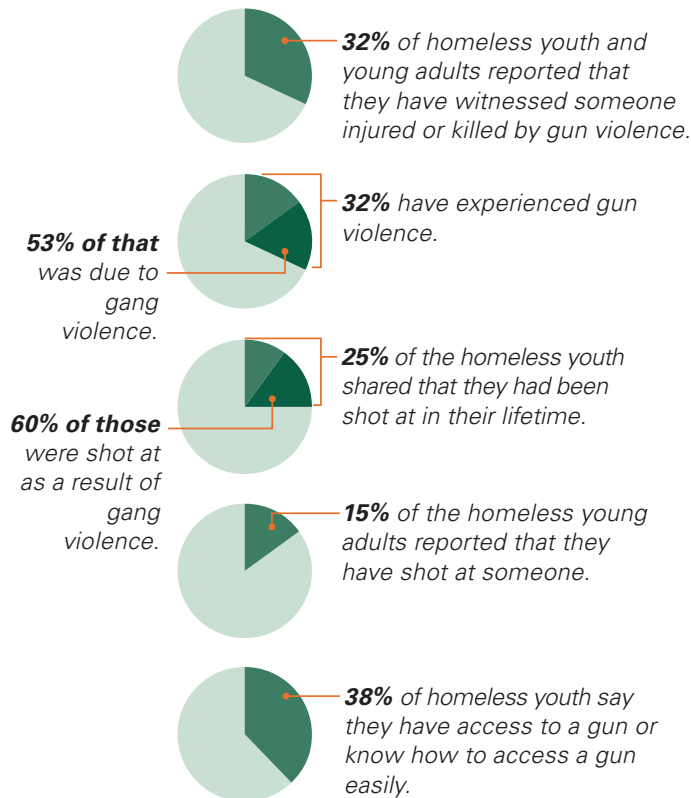 32% of homeless youth and
young adults reported that
they have witnessed someone
injured or killed by gun violence.
32% have experienced gun
violence.
53% of that
was due to
gang
violence.
25% of the homeless youth
shared that they had been
shot at in their lifetime.
60% of those
were shot at
as a result of
gang
violence.
15% of the homeless young
adults reported that they
have shot at someone.
38% of homeless youth say
they have access to a gun or
know how to access a gun
easily.